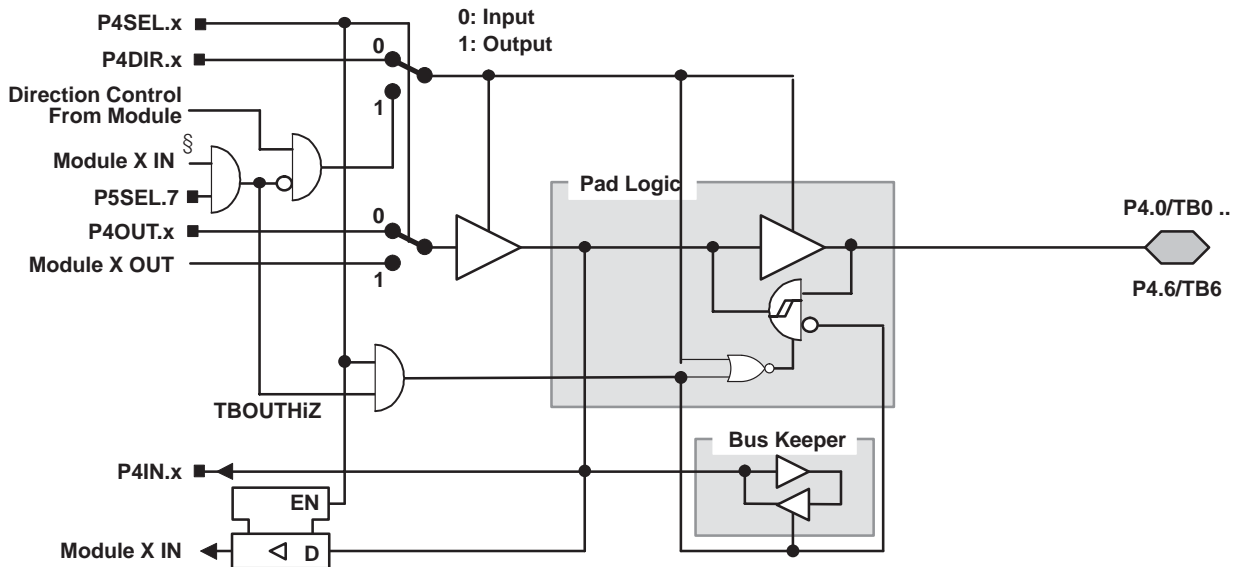 P4SEL.x
0: Input
1: Output
P4DIR.x
0
1
Direction Control
From Module
§
Module X IN
P5SEL.7
Pad Logic
P4OUT.x
0
Module X OUT
1
P4.0/TB0 ..
P4.6/TB6
TBOUTHiZ
Bus Keeper
P4IN.x
EN
Module X IN
D